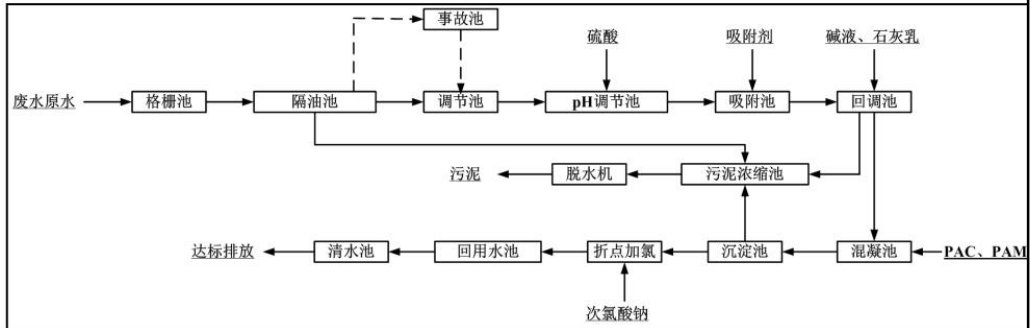 事故池
硫酸
吸附剂
碱液、石灰乳
废水原水
格栅池
隔油池
调节池
pH调节池
吸附池
回调池
污泥
脱水机
污泥浓缩池
达标排放
清水池
回用水池
折点加氯
沉淀池
混凝池
PAC、PAM
次氯酸钠